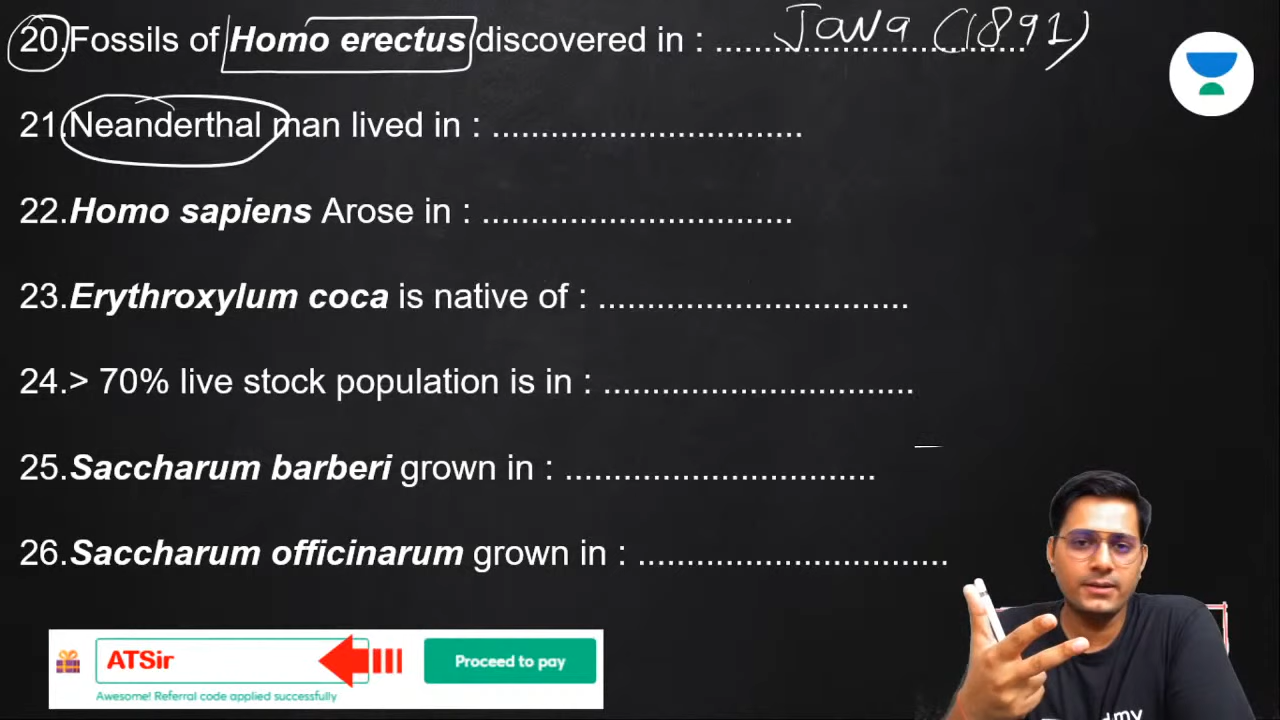 20.Fossils of Homo erectus discovered in : ................................ Java (1891)
21.Neanderthal man lived in : ................................
22.Homo sapiens Arose in : ................................
23.Erythroxylum coca is native of : ................................
24.> 70% live stock population is in : ................................
25.Saccharum barberi grown in : ................................
26.Saccharum officinarum grown in : ................................
ATSir
Proceed to pay
Awesome! Referral code applied successfully